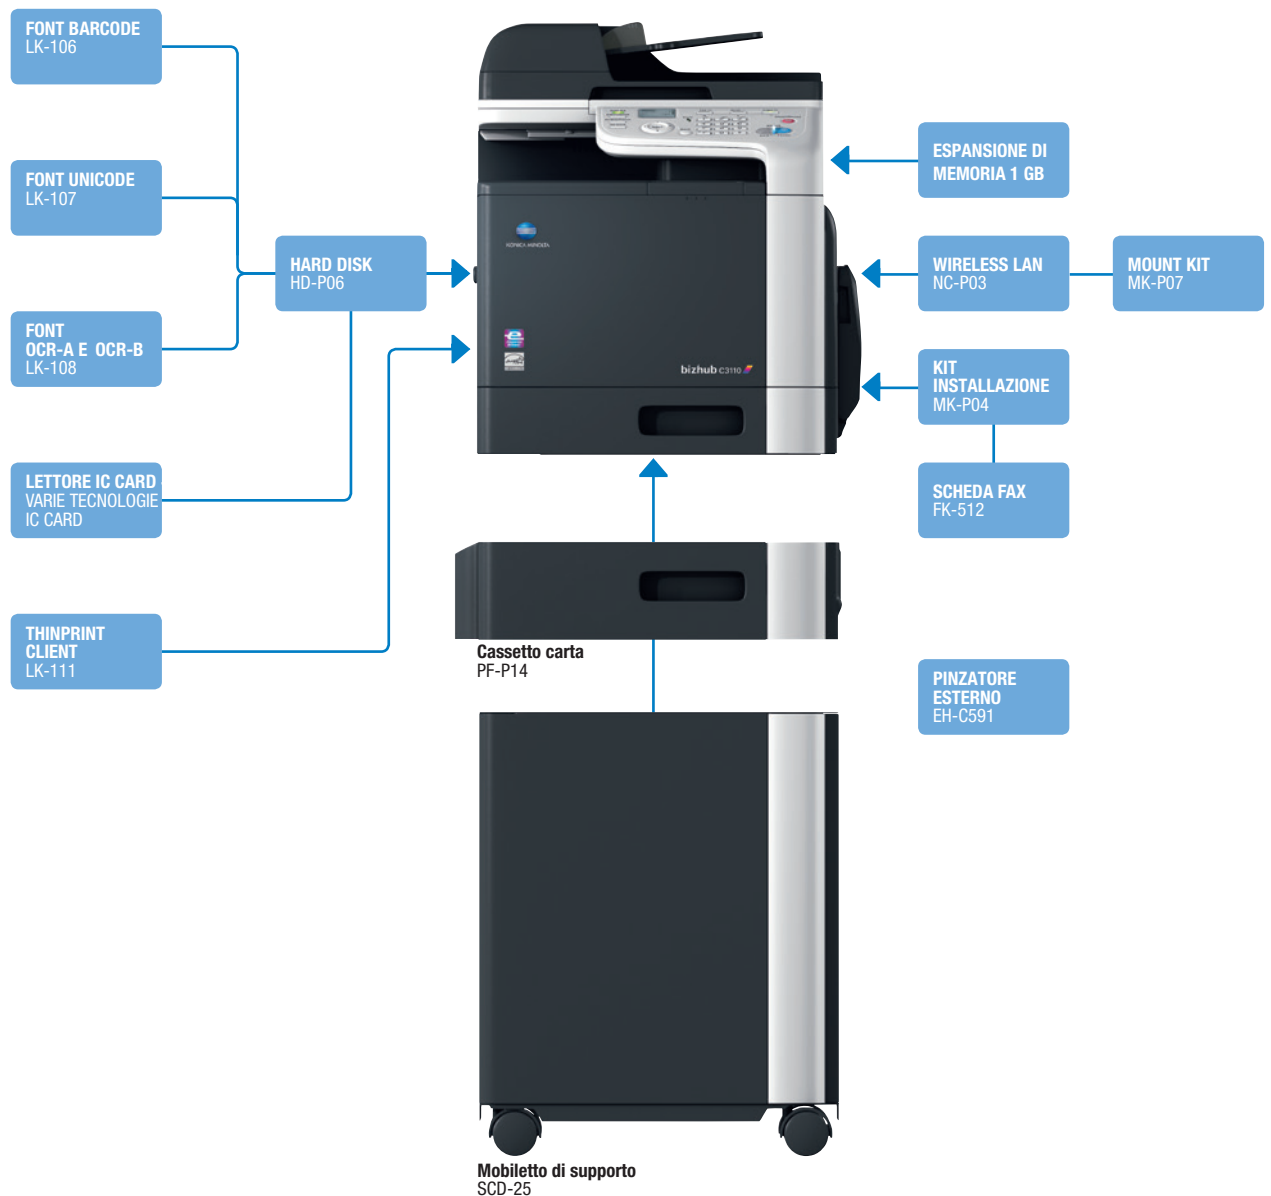 FONT BARCODE
LK-106
FONT UNICODE
LK-107
FONT
OCR-A E OCR-B
LK-108
LETTORE IC CARD
VARIE TECNOLOGIE
IC CARD
THINPRINT
CLIENT
LK-111
HARD DISK
HD-P06
KONICA MINOLTA
bizhub C3110
ESPANSIONE DI
MEMORIA 1 GB
WIRELESS LAN
NC-P03
MOUNT KIT
MK-P07
KIT
INSTALLAZIONE
MK-P04
SCHEDA FAX
FK-512
Cassetto carta
PF-P14
PINZATORE
ESTERNO
EH-C591
Mobiletto di supporto
SCD-25